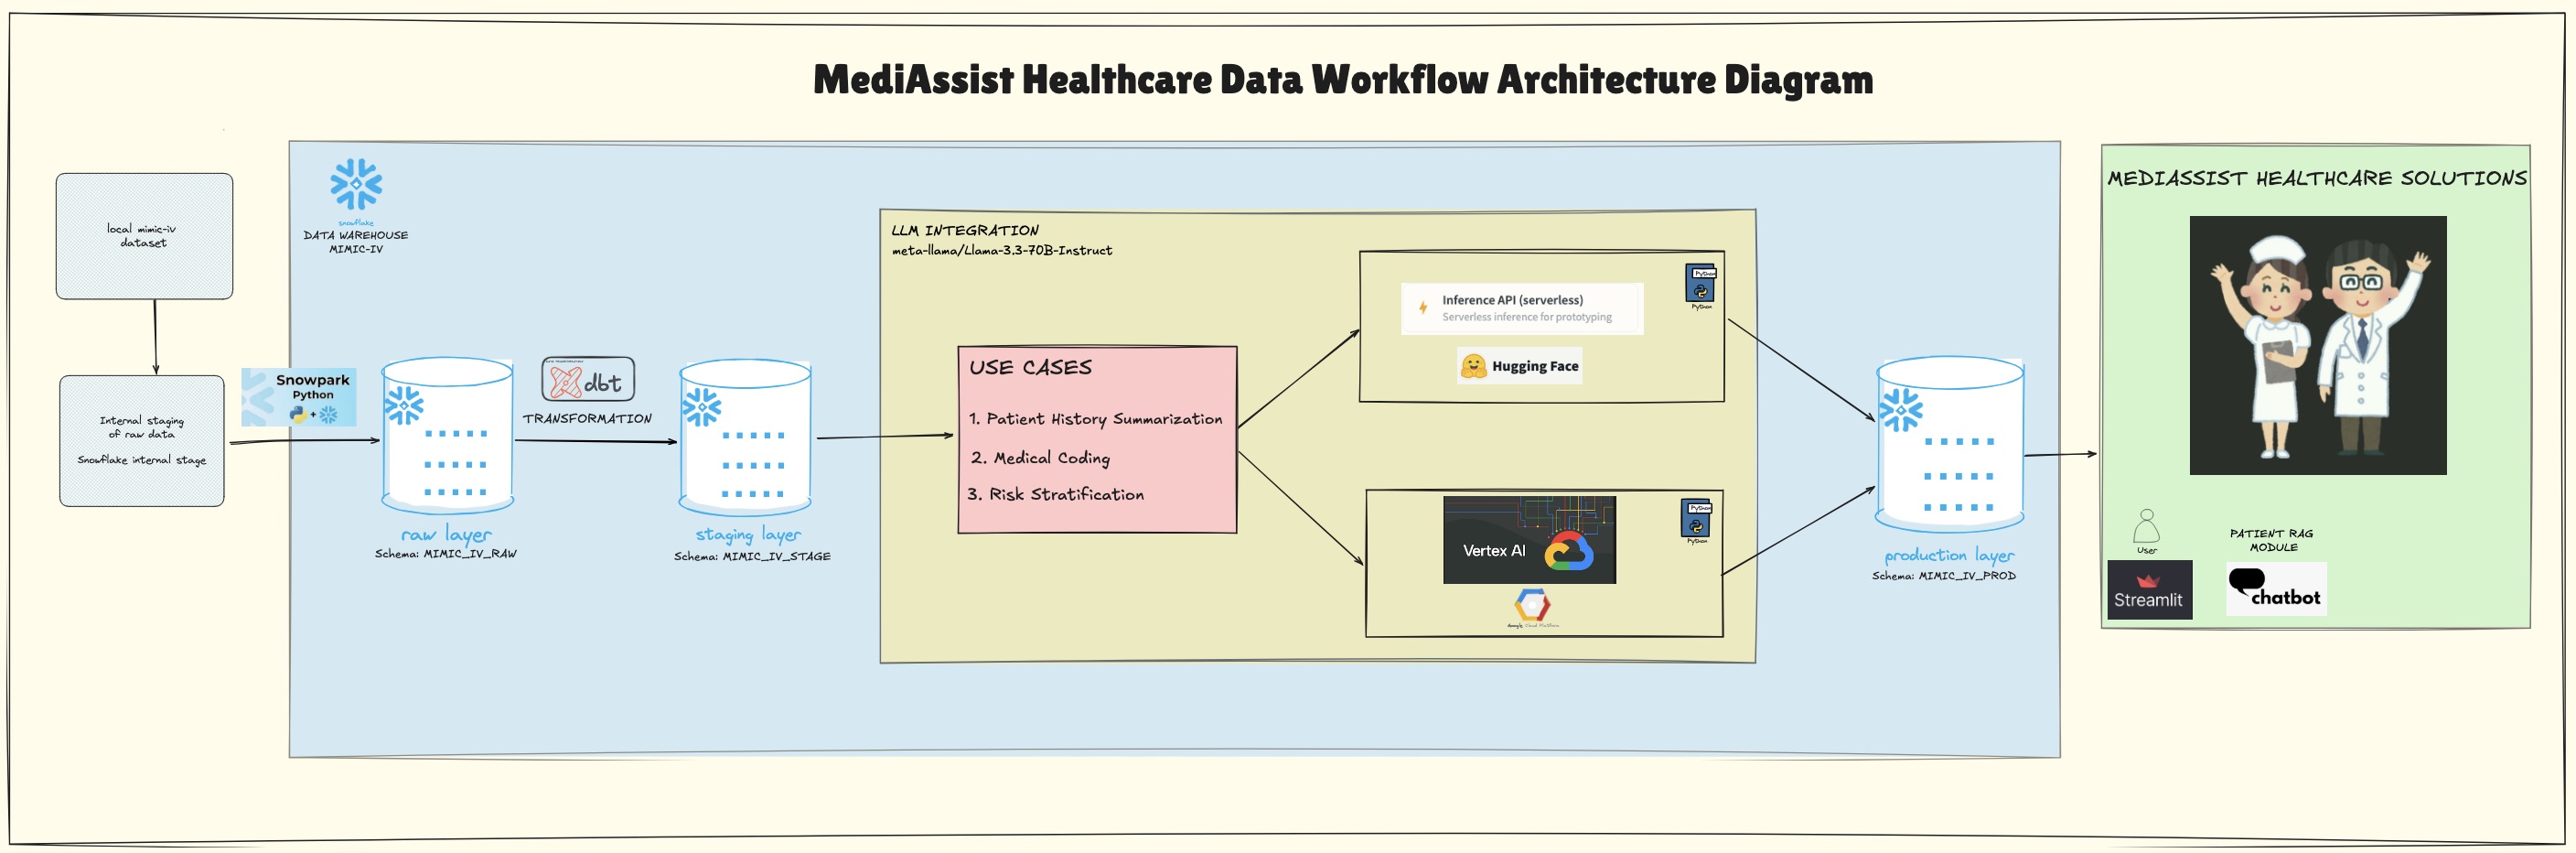 MediAssist Healthcare Data Workflow Architecture Diagram
local mimic-iv
dataset
Internal staging
of raw data
Snowflake internal stage
Snowpark
Python
+
snowflake
DATA WAREHOUSE
MIMIC-IV
raw layer
Schema: MIMIC_IV_RAW
dbt
TRANSFORMATION
staging layer
Schema: MIMIC_IV_STAGE
LLM INTEGRATION
meta-llama/Llama-3.3-70B-Instruct
USE CASES
1. Patient History Summarization
2. Medical Coding
3. Risk Stratification
Inference API (serverless)
Serverless inference for prototyping
Hugging Face
Python
Python
Vertex AI
Google Cloud Platform
Python
Python
production layer
Schema: MIMIC_IV_PROD
MEDIASSIST HEALTHCARE SOLUTIONS
User
Streamlit
PATIENT RAG
MODULE
chatbot